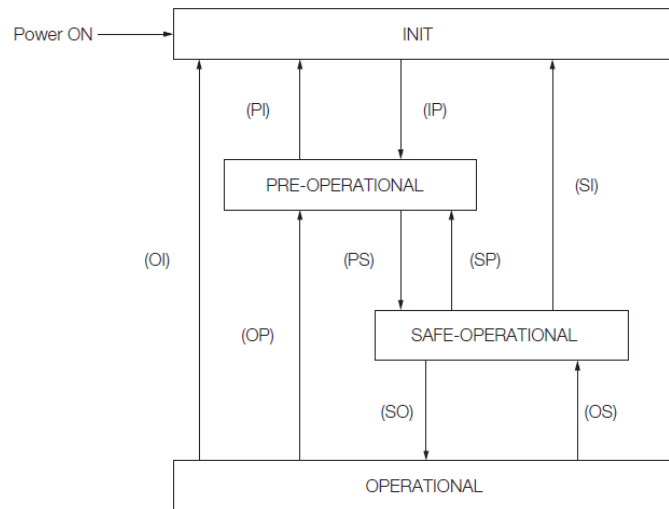 Power ON
INIT
(PI)
(IP)
PRE-OPERATIONAL
(SI)
(OI)
(PS)
(SP)
(OP)
SAFE-OPERATIONAL
(SO)
(OS)
OPERATIONAL